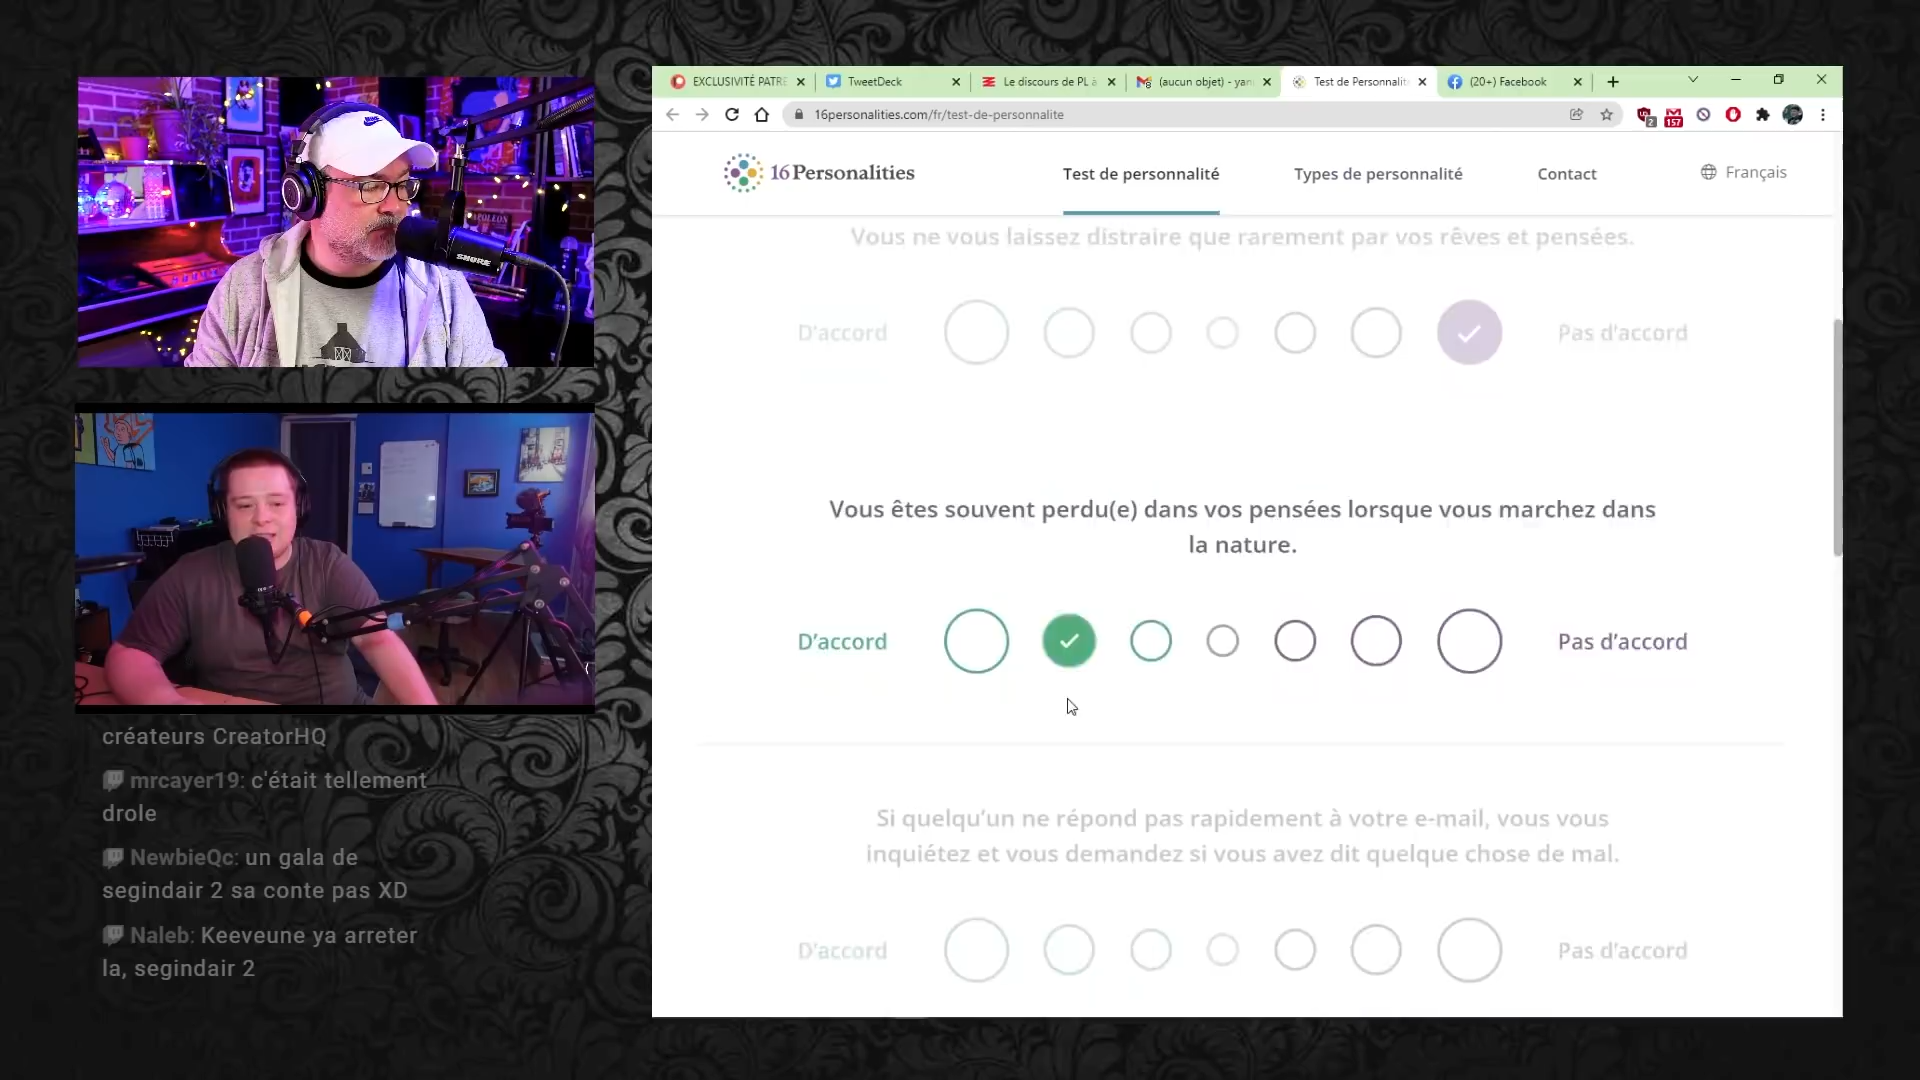 EXCLUSIVITÉ PATRE
TweetDeck
Le discours de PL à
(aucun objet) - yan
Test de Personnalit
(20+) Facebook
16personalities.com/fr/test-de-personnalite
2
157
16Personalities
Test de personnalité
Types de personnalité
Contact
Français
Vous ne vous laissez distraire que rarement par vos rêves et pensées.
D'accord
Pas d'accord
Vous êtes souvent perdu(e) dans vos pensées lorsque vous marchez dans
la nature.
D'accord
Pas d'accord
Si quelqu'un ne répond pas rapidement à votre e-mail, vous vous
inquiétez et vous demandez si vous avez dit quelque chose de mal.
D'accord
Pas d'accord
SHURE
créateurs CreatorHQ
mrcayer19: c'était tellement
drole
NewbieQc: un gala de
segindair 2 sa conte pas XD
Naleb: Keeveune ya arreter
la, segindair 2